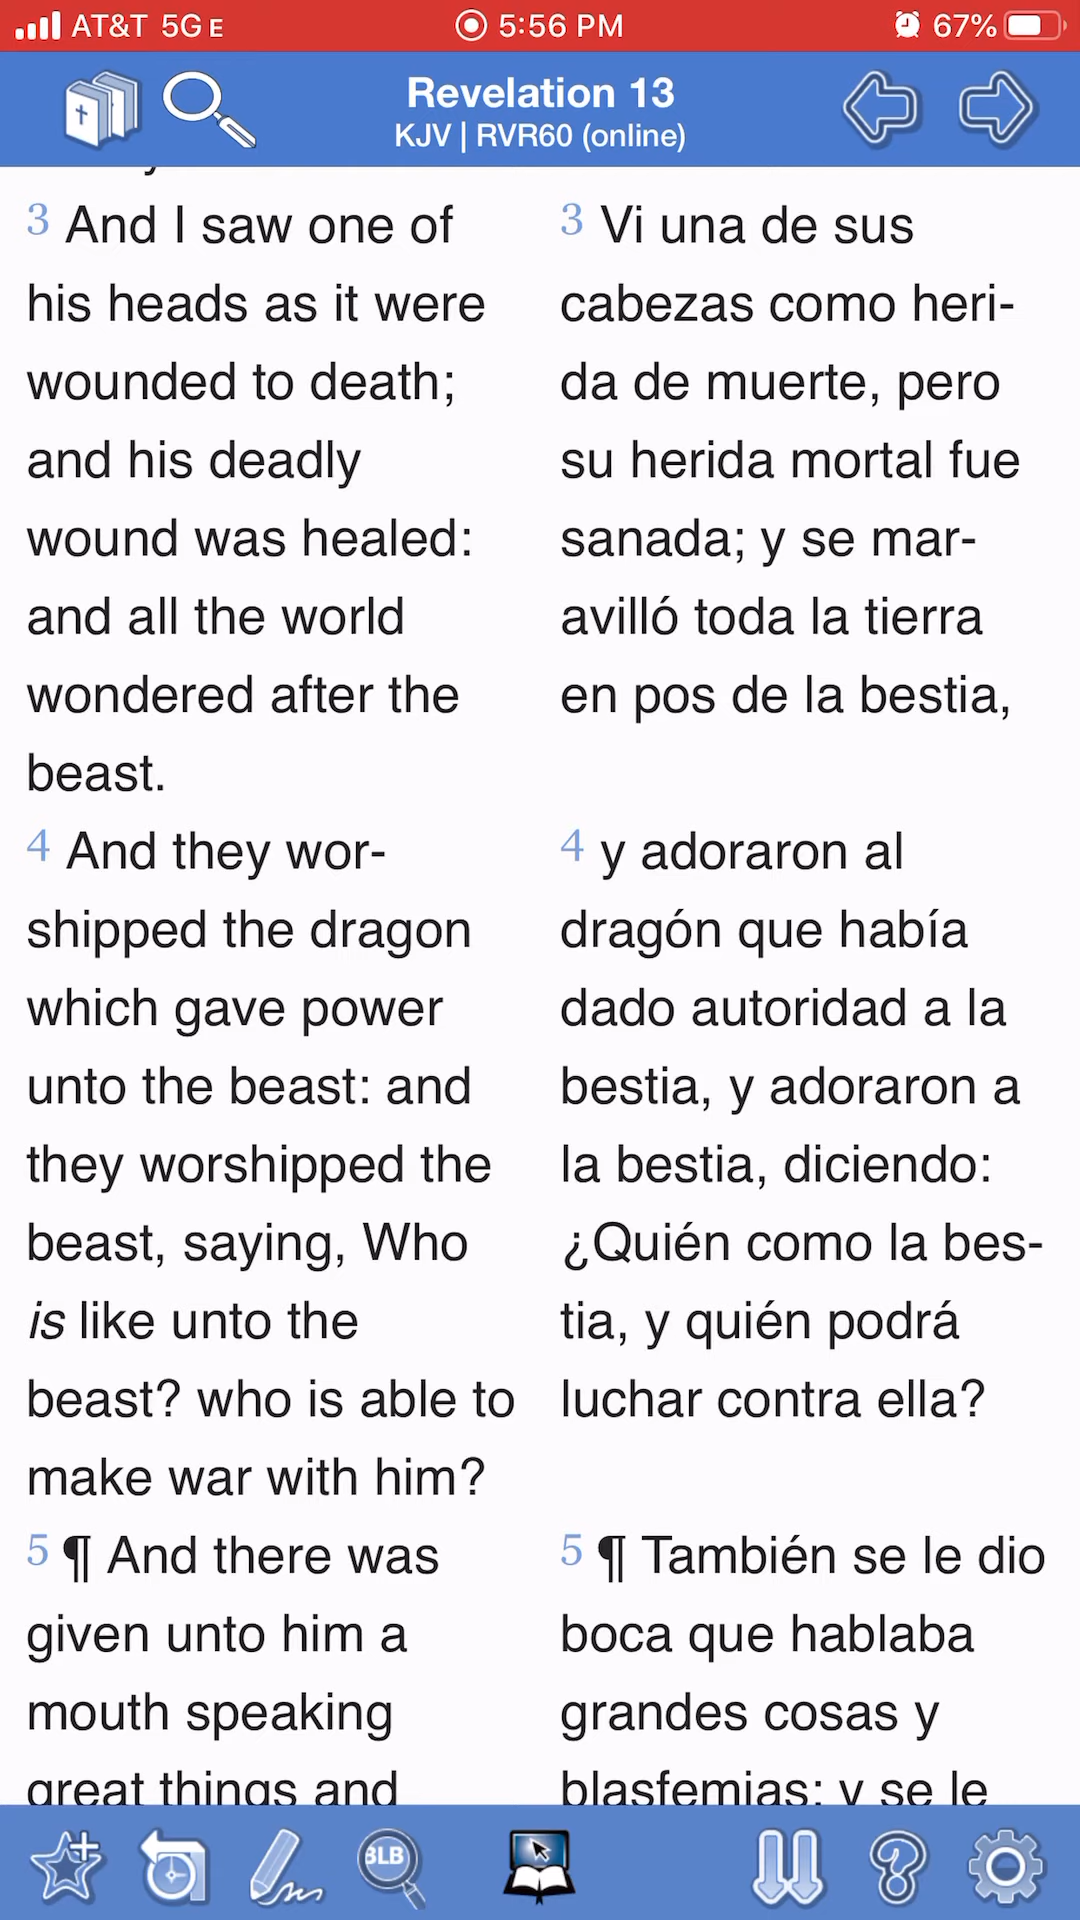 AT&T 5GE 5:56 PM 67%
Revelation 13
KJV | RVR60 (online)
3 And I saw one of
his heads as it were
wounded to death;
and his deadly
wound was healed:
and all the world
wondered after the
beast.
4 And they wor-
shipped the dragon
which gave power
unto the beast: and
they worshipped the
beast, saying, Who
is like unto the
beast? who is able to
make war with him?
5 ¶ And there was
given unto him a
mouth speaking
great things and
3 Vi una de sus
cabezas como heri-
da de muerte, pero
su herida mortal fue
sanada; y se mar-
avilló toda la tierra
en pos de la bestia,
4 y adoraron al
dragón que había
dado autoridad a la
bestia, y adoraron a
la bestia, diciendo:
¿Quién como la bes-
tia, y quién podrá
luchar contra ella?
5 ¶ También se le dio
boca que hablaba
grandes cosas y
blasfemias; y se le
BLB